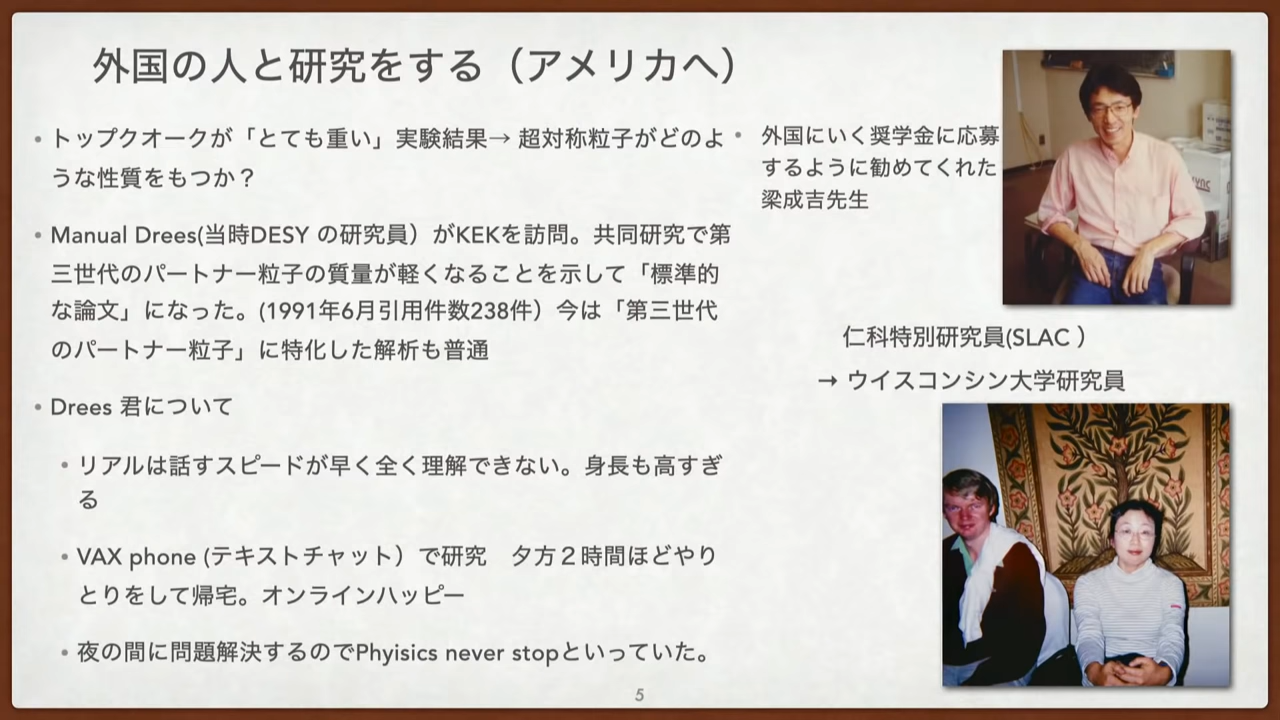 外国の人と研究をする（アメリカへ）
• トップクオークが「とても重い」実験結果→ 超対称粒子がどのよ
うな性質をもつか？
• Manual Drees(当時DESY の研究員）がKEKを訪問。共同研究で第
三世代のパートナー粒子の質量が軽くなることを示して「標準的
な論文」になった。(1991年6月引用件数238件）今は「第三世代
のパートナー粒子」に特化した解析も普通
• Drees 君について
• リアルは話すスピードが早く全く理解できない。身長も高すぎ
る
• VAX phone (テキストチャット）で研究　夕方２時間ほどやり
とりをして帰宅。オンラインハッピー
• 夜の間に問題解決するのでPhyisics never stopといっていた。
• 外国にいく奨学金に応募
するように勧めてくれた
梁成吉先生
仁科特別研究員(SLAC ）
→ ウイスコンシン大学研究員
5